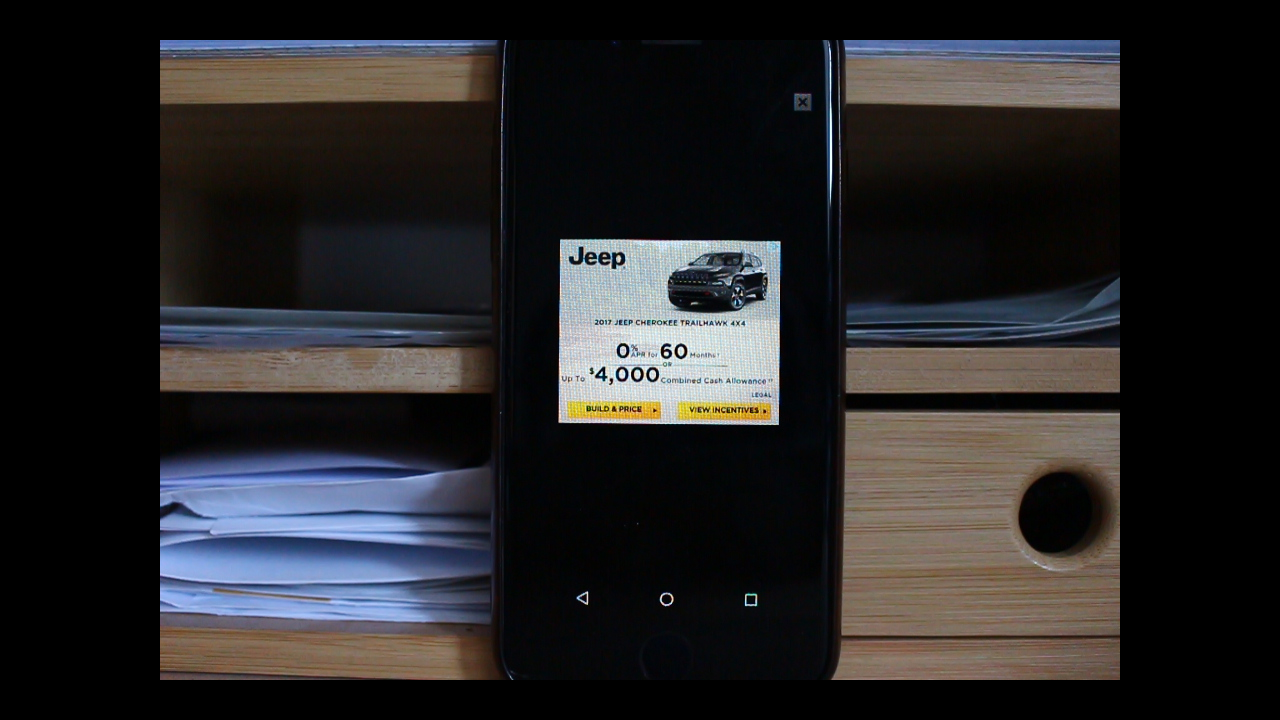 Jeep
2017 JEEP CHEROKEE TRAILHAWK 4X4
0% APR for 60 Months
OR
Up To $4,000 Combined Cash Allowance
LEGAL
BUILD & PRICE
VIEW INCENTIVES